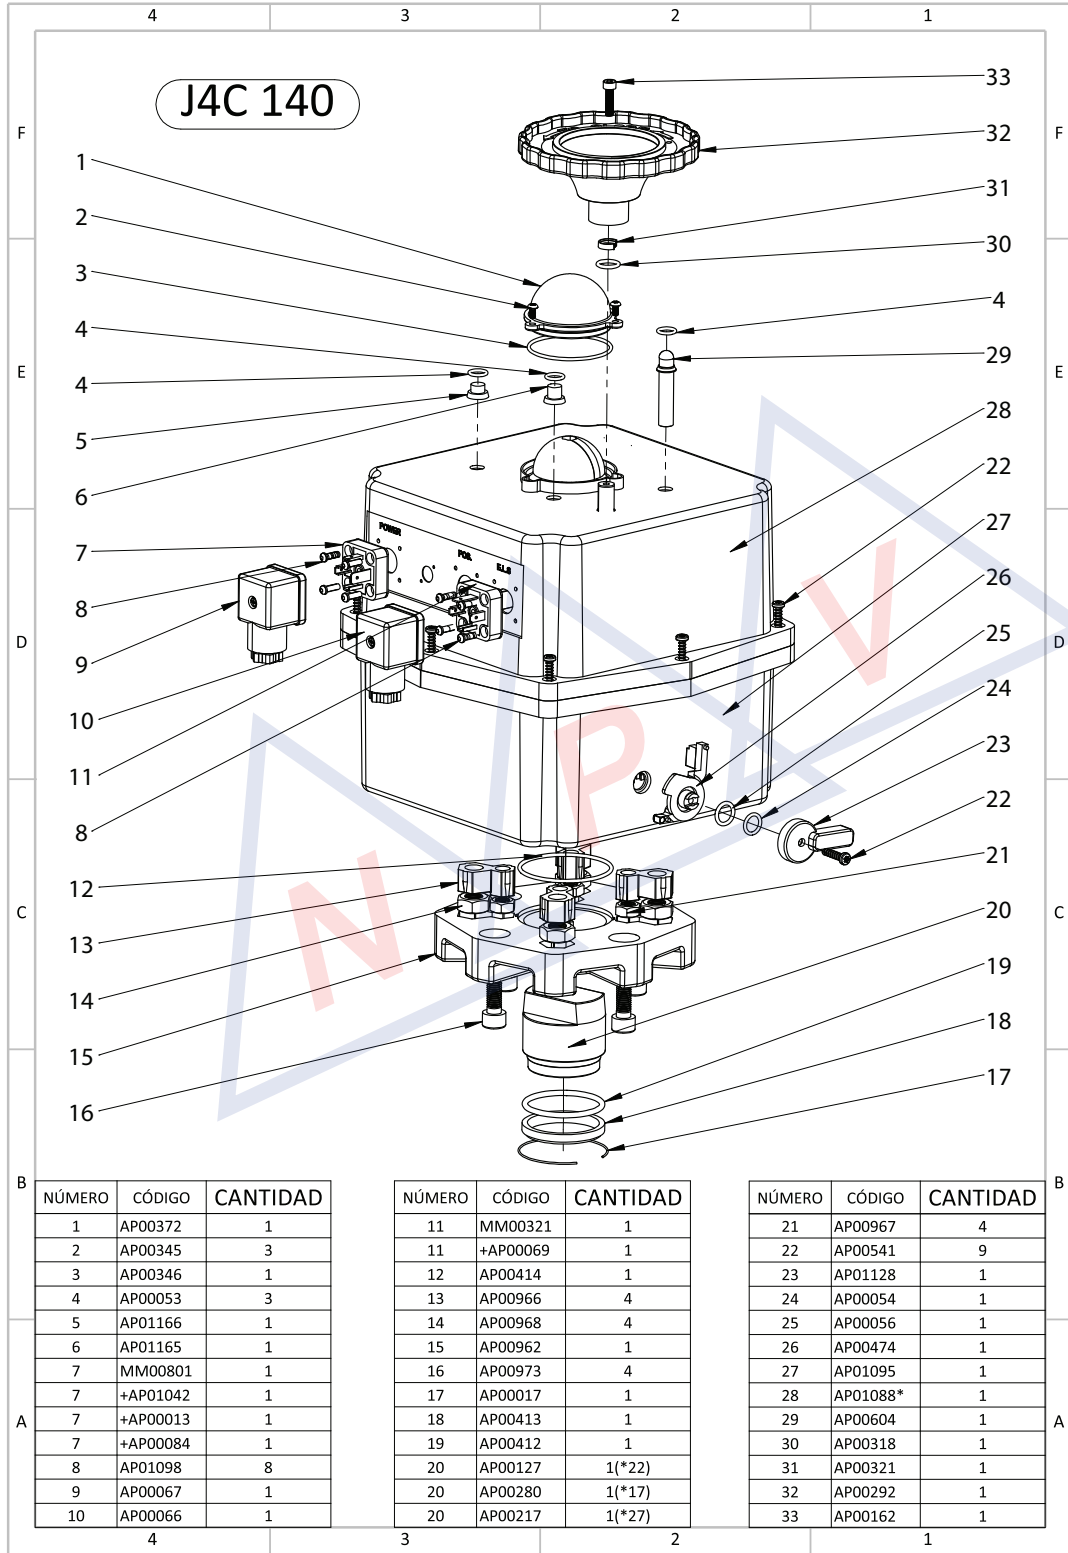 4 3 2 1
J4C 140
F F
E E
D D
C C
B B
A A
1
2
3
4
4
5
6
7
8
9
10
11
8
12
13
14
15
16
33
32
31
30
4
29
28
22
27
26
25
24
23
22
21
20
19
18
17
POWER
POS.
E.L.S
N P V
NÚMERO CÓDIGO CANTIDAD
1 AP00372 1
2 AP00345 3
3 AP00346 1
4 AP00053 3
5 AP01166 1
6 AP01165 1
7 MM00801 1
7 +AP01042 1
7 +AP00013 1
7 +AP00084 1
8 AP01098 8
9 AP00067 1
10 AP00066 1
NÚMERO CÓDIGO CANTIDAD
11 MM00321 1
11 +AP00069 1
12 AP00414 1
13 AP00966 4
14 AP00968 4
15 AP00962 1
16 AP00973 4
17 AP00017 1
18 AP00413 1
19 AP00412 1
20 AP00127 1(*22)
20 AP00280 1(*17)
20 AP00217 1(*27)
NÚMERO CÓDIGO CANTIDAD
21 AP00967 4
22 AP00541 9
23 AP01128 1
24 AP00054 1
25 AP00056 1
26 AP00474 1
27 AP01095 1
28 AP01088* 1
29 AP00604 1
30 AP00318 1
31 AP00321 1
32 AP00292 1
33 AP00162 1
4 3 2 1